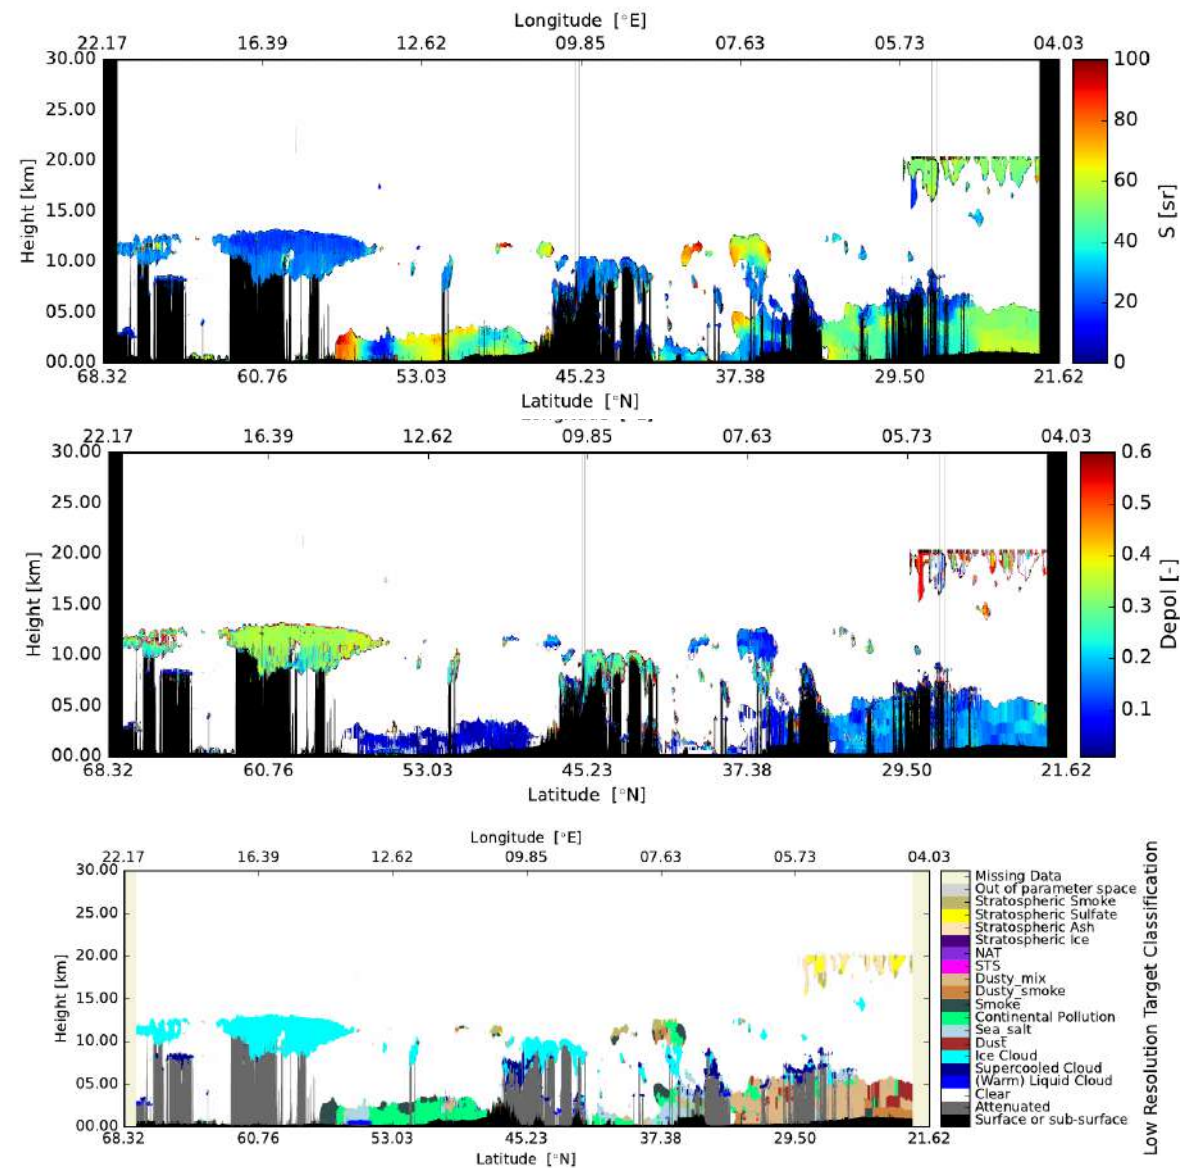 Longitude [°E]
22.17 16.39 12.62 09.85 07.63 05.73 04.03
30.00
25.00
20.00
15.00
10.00
05.00
00.00
Height [km]
68.32 60.76 53.03 45.23 37.38 29.50 21.62
Latitude [°N]
100
80
60
40
20
0
S [sr]
22.17 16.39 12.62 09.85 07.63 05.73 04.03
30.00
25.00
20.00
15.00
10.00
05.00
00.00
Height [km]
68.32 60.76 53.03 45.23 37.38 29.50 21.62
Latitude [°N]
0.6
0.5
0.4
0.3
0.2
0.1
Depol [-]
Longitude [°E]
22.17 16.39 12.62 09.85 07.63 05.73 04.03
30.00
25.00
20.00
15.00
10.00
05.00
00.00
Height [km]
68.32 60.76 53.03 45.23 37.38 29.50 21.62
Latitude [°N]
Missing Data
Out of parameter space
Stratospheric Smoke
Stratospheric Sulfate
Stratospheric Ash
Stratospheric Ice
NAT
STS
Dusty_mix
Dusty_smoke
Smoke
Continental Pollution
Sea_salt
Dust
Ice Cloud
Supercooled Cloud
(Warm) Liquid Cloud
Clear
Attenuated
Surface or sub-surface
Low Resolution Target Classification